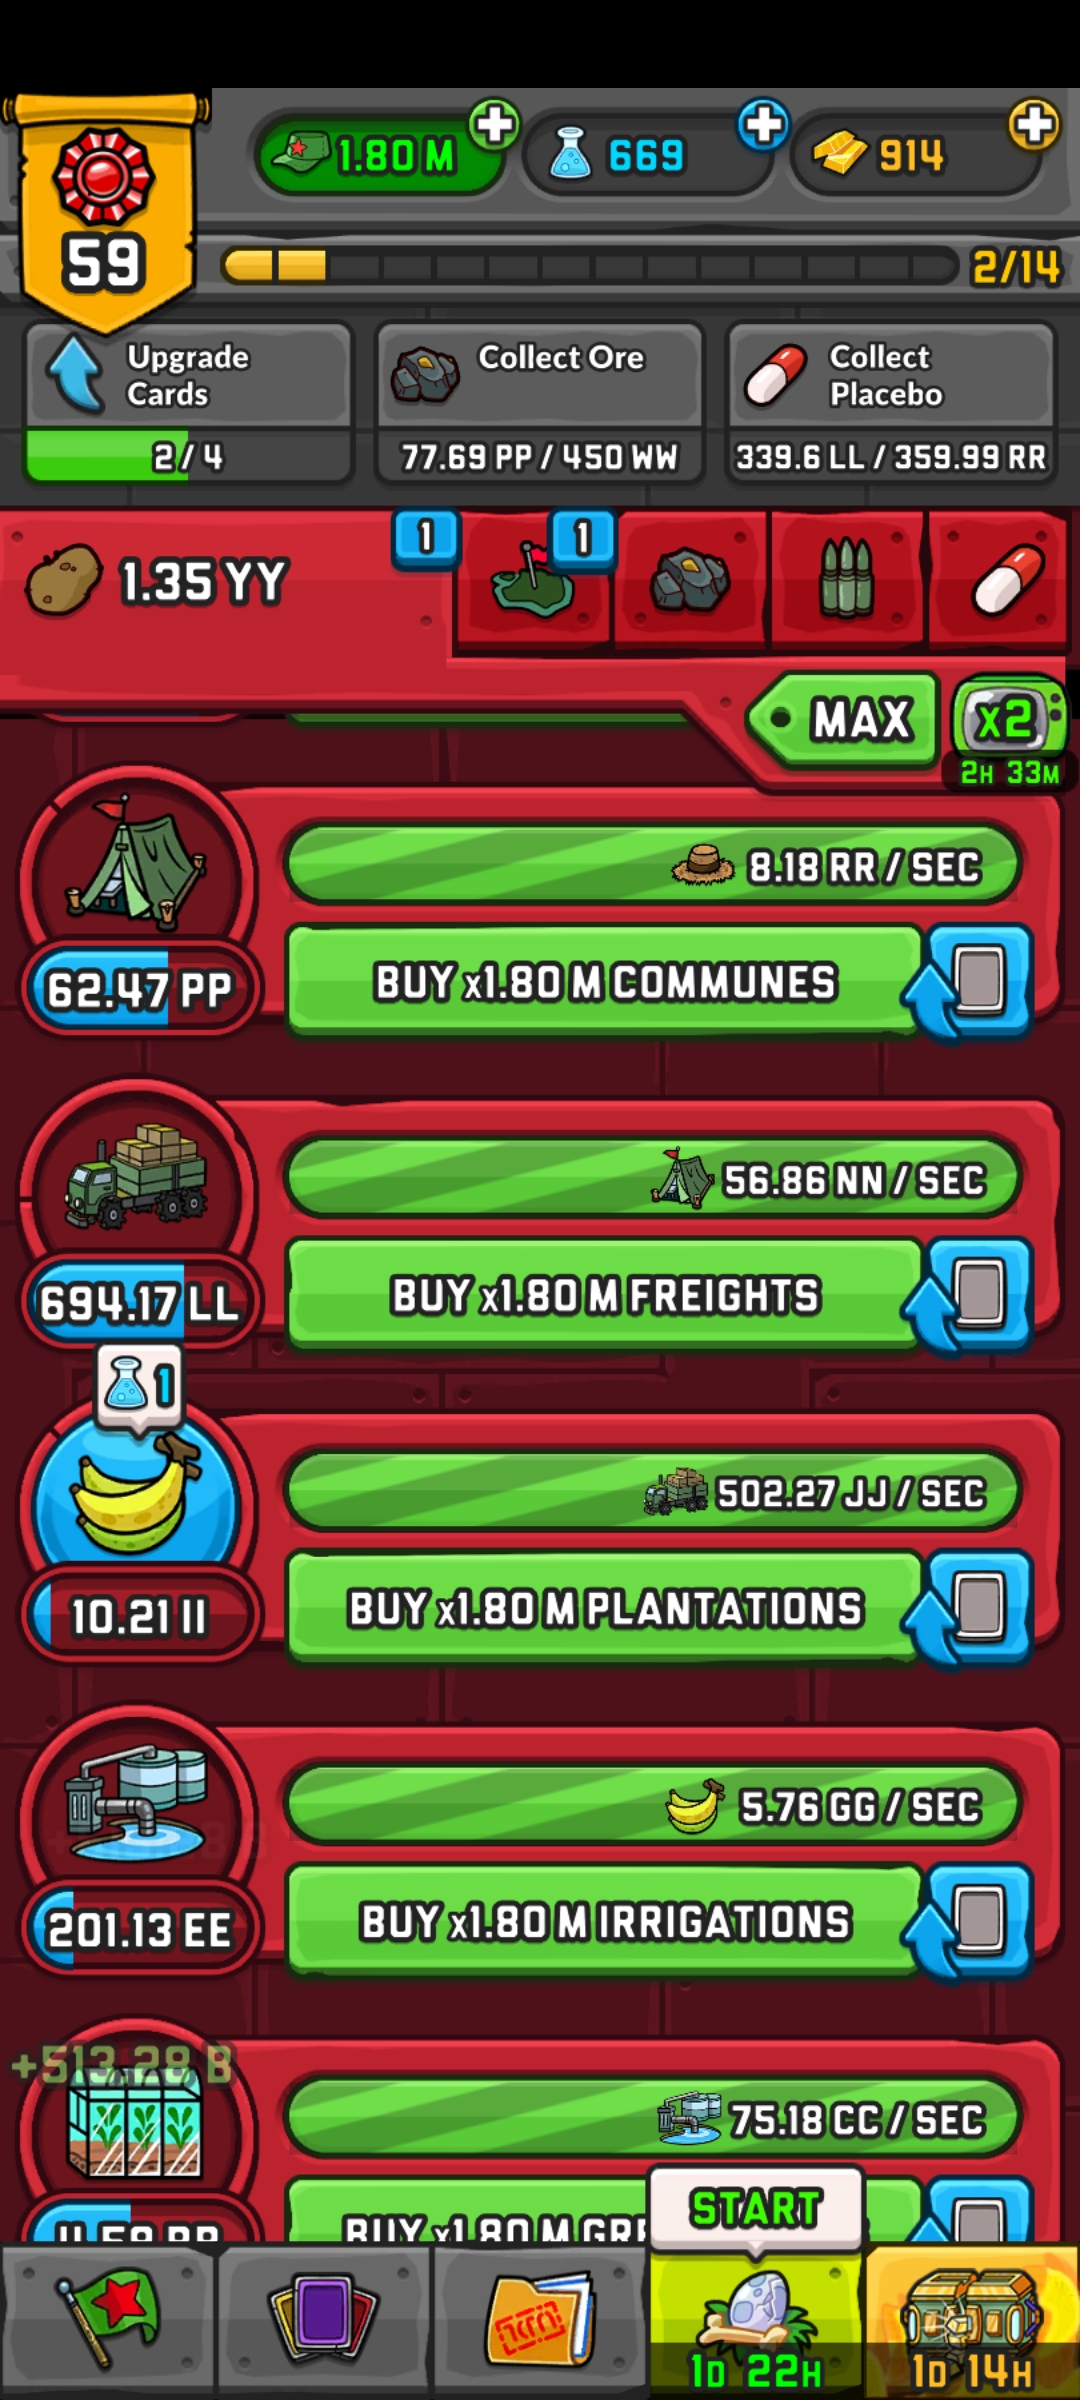 1.80 M
669
914
59
2/14
Upgrade
Cards
2/4
Collect Ore
77.69 PP / 450 WW
Collect
Placebo
339.6 LL / 359.99 RR
1.35 YY
1
1
MAX
x2
2H 33M
8.18 RR / SEC
62.47 PP
BUY x1.80 M COMMUNES
56.86 NN / SEC
BUY x1.80 M FREIGHTS
694.17 LL
1
502.27 JJ / SEC
BUY x1.80 M PLANTATIONS
10.21 II
5.76 GG / SEC
BUY x1.80 M IRRIGATIONS
201.13 EE
+513.28 B
75.18 CC / SEC
BUY x1.80 M
START
1D 22H
1D 14H